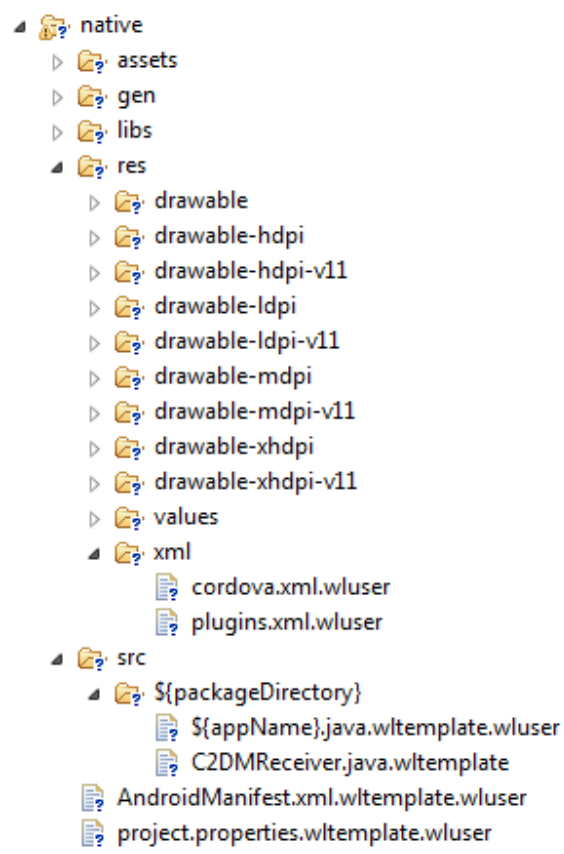 native
assets
gen
libs
res
drawable
drawable-hdpi
drawable-hdpi-v11
drawable-ldpi
drawable-ldpi-v11
drawable-mdpi
drawable-mdpi-v11
drawable-xhdpi
drawable-xhdpi-v11
values
xml
cordova.xml.wluser
plugins.xml.wluser
src
${packageDirectory}
${appName}.java.wltemplate.wluser
C2DMReceiver.java.wltemplate
AndroidManifest.xml.wltemplate.wluser
project.properties.wltemplate.wluser